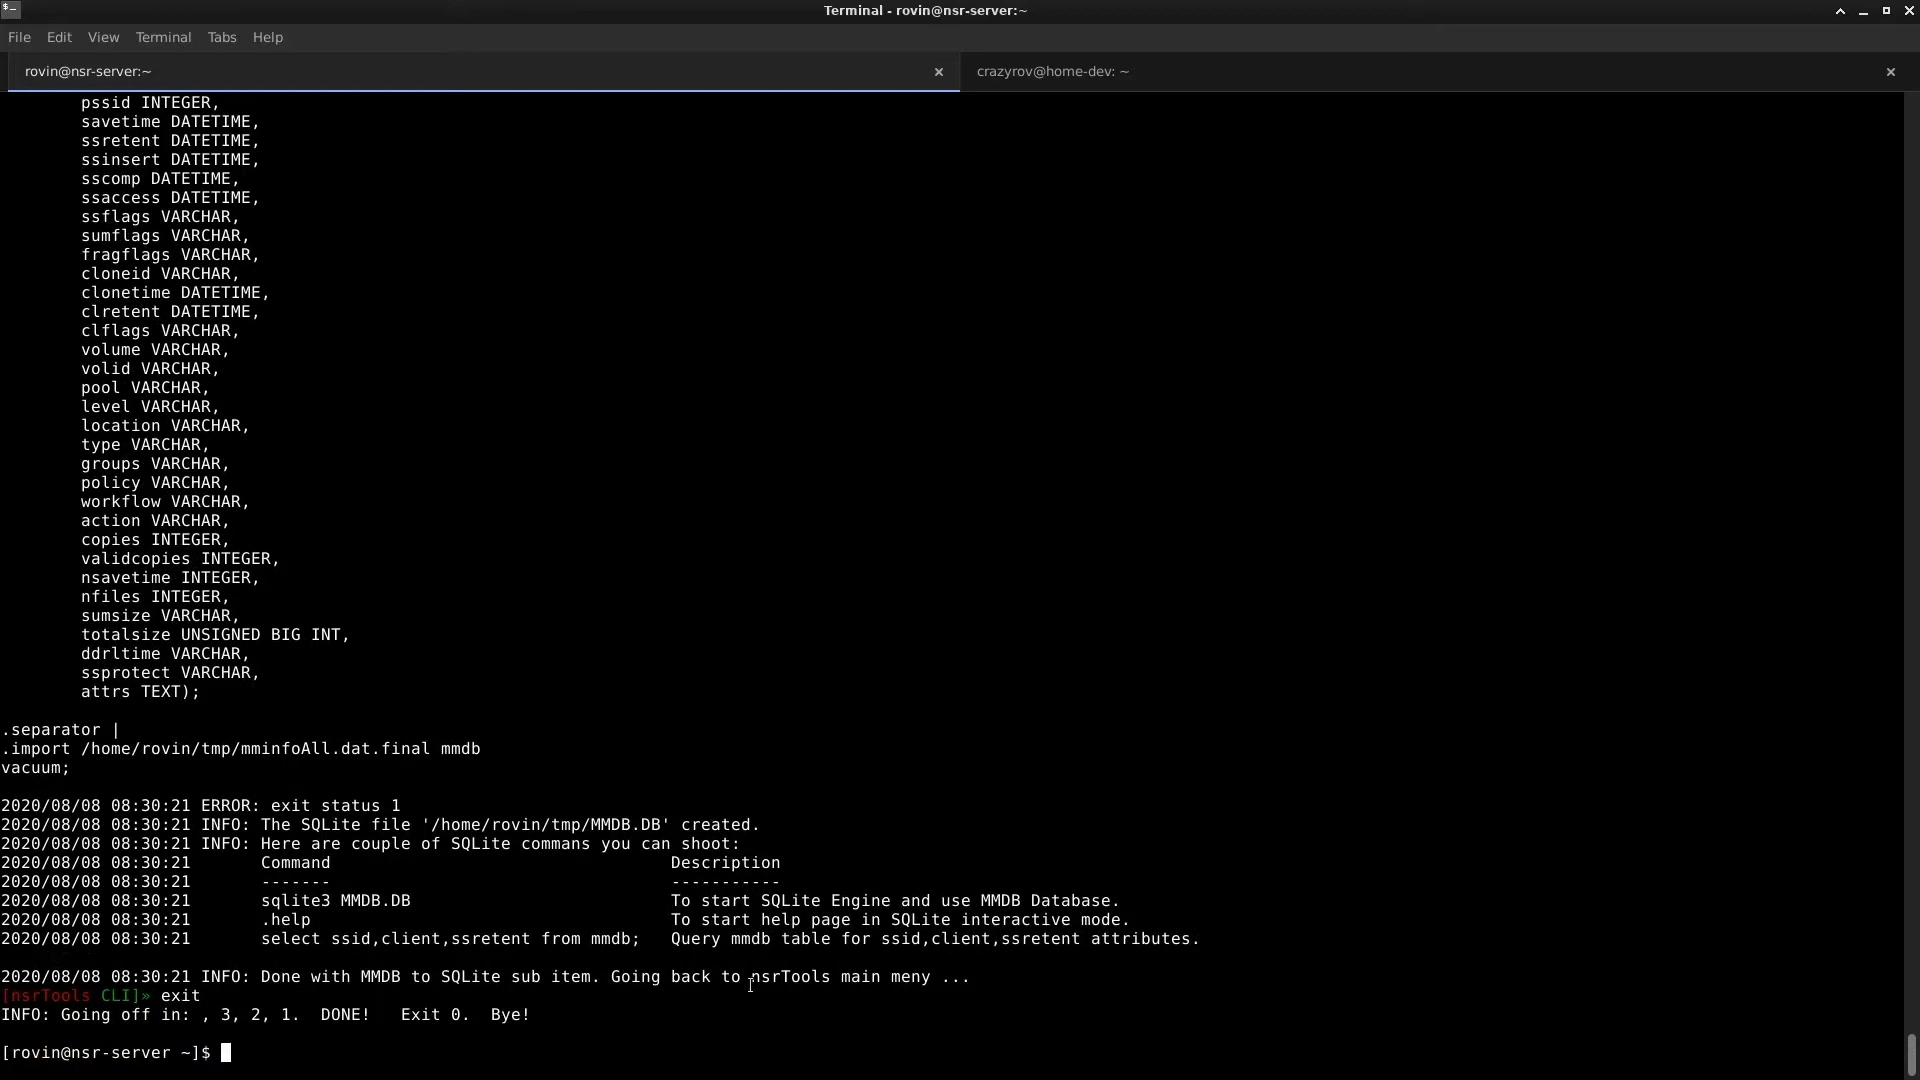 Terminal - rovin@nsr-server:~
File Edit View Terminal Tabs Help
rovin@nsr-server:~ crazyrov@home-dev: ~
pssid INTEGER,
savetime DATETIME,
ssretent DATETIME,
ssinsert DATETIME,
sscomp DATETIME,
ssaccess DATETIME,
ssflags VARCHAR,
sumflags VARCHAR,
fragflags VARCHAR,
cloneid VARCHAR,
clonetime DATETIME,
clretent DATETIME,
clflags VARCHAR,
volume VARCHAR,
volid VARCHAR,
pool VARCHAR,
level VARCHAR,
location VARCHAR,
type VARCHAR,
groups VARCHAR,
policy VARCHAR,
workflow VARCHAR,
action VARCHAR,
copies INTEGER,
validcopies INTEGER,
nsavetime INTEGER,
nfiles INTEGER,
sumsize VARCHAR,
totalsize UNSIGNED BIG INT,
ddrltime VARCHAR,
ssprotect VARCHAR,
attrs TEXT);
.separator |
.import /home/rovin/tmp/mminfoAll.dat.final mmdb
vacuum;
2020/08/08 08:30:21 ERROR: exit status 1
2020/08/08 08:30:21 INFO: The SQLite file '/home/rovin/tmp/MMDB.DB' created.
2020/08/08 08:30:21 INFO: Here are couple of SQLite commans you can shoot:
2020/08/08 08:30:21 Command Description
2020/08/08 08:30:21 ------- -----------
2020/08/08 08:30:21 sqlite3 MMDB.DB To start SQLite Engine and use MMDB Database.
2020/08/08 08:30:21 .help To start help page in SQLite interactive mode.
2020/08/08 08:30:21 select ssid,client,ssretent from mmdb; Query mmdb table for ssid,client,ssretent attributes.
2020/08/08 08:30:21 INFO: Done with MMDB to SQLite sub item. Going back to nsrTools main meny ...
[nsrTools CLI]» exit
INFO: Going off in: , 3, 2, 1. DONE! Exit 0. Bye!
[rovin@nsr-server ~]$